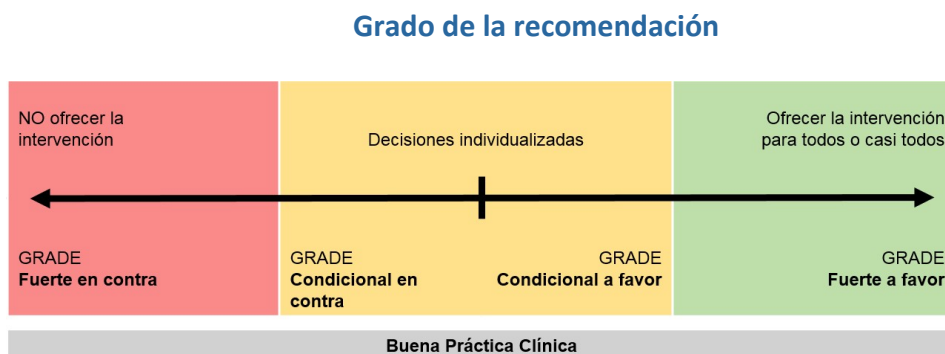 Grado de la recomendación
NO ofrecer la
intervención
Decisiones individualizadas
Ofrecer la intervención
para todos o casi todos
GRADE
Fuerte en contra
GRADE
Condicional en
contra
GRADE
Condicional a favor
GRADE
Fuerte a favor
Buena Práctica Clínica